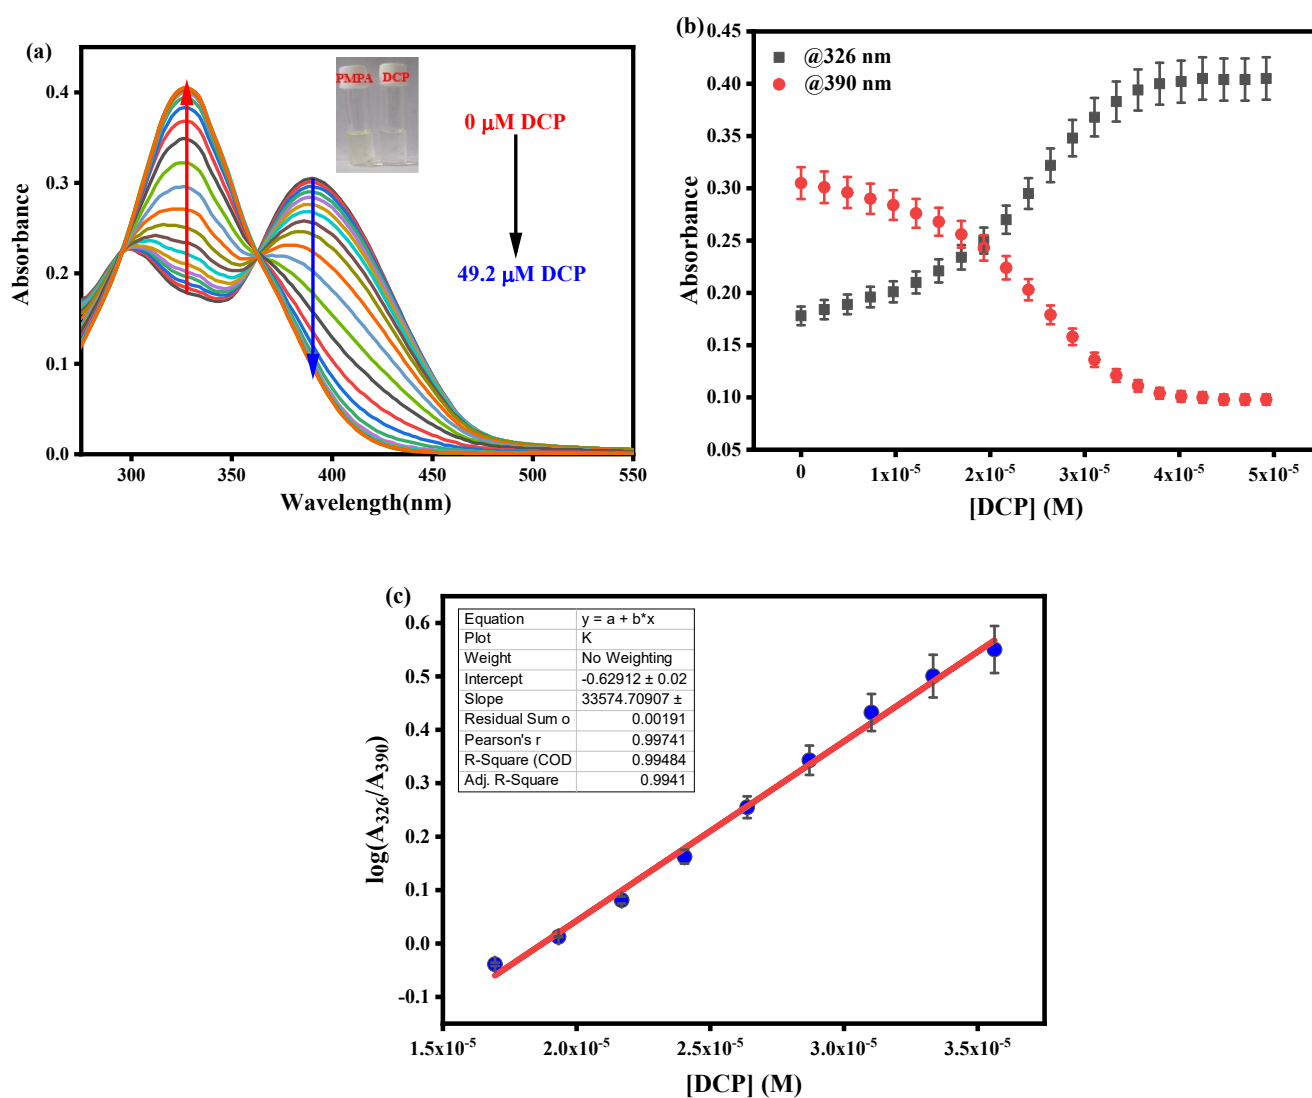 (a)
PMPA DCP
0 μM DCP
49.2 μM DCP
0.4
0.3
0.2
0.1
0.0
Absorbance
300 350 400 450 500 550
Wavelength(nm)
(b)
@326 nm
@390 nm
0.45
0.40
0.35
0.30
0.25
0.20
0.15
0.10
0.05
Absorbance
0 1x10⁻⁵ 2x10⁻⁵ 3x10⁻⁵ 4x10⁻⁵ 5x10⁻⁵
[DCP] (M)
(c)
Equation y = a + b*x
Plot K
Weight No Weighting
Intercept -0.62912 ± 0.02
Slope 33574.70907 ±
Residual Sum o 0.00191
Pearson's r 0.99741
R-Square (COD 0.99484
Adj. R-Square 0.9941
0.6
0.5
0.4
0.3
0.2
0.1
0.0
-0.1
log(A₃₂₆/A₃₉₀)
1.5x10⁻⁵ 2.0x10⁻⁵ 2.5x10⁻⁵ 3.0x10⁻⁵ 3.5x10⁻⁵
[DCP] (M)